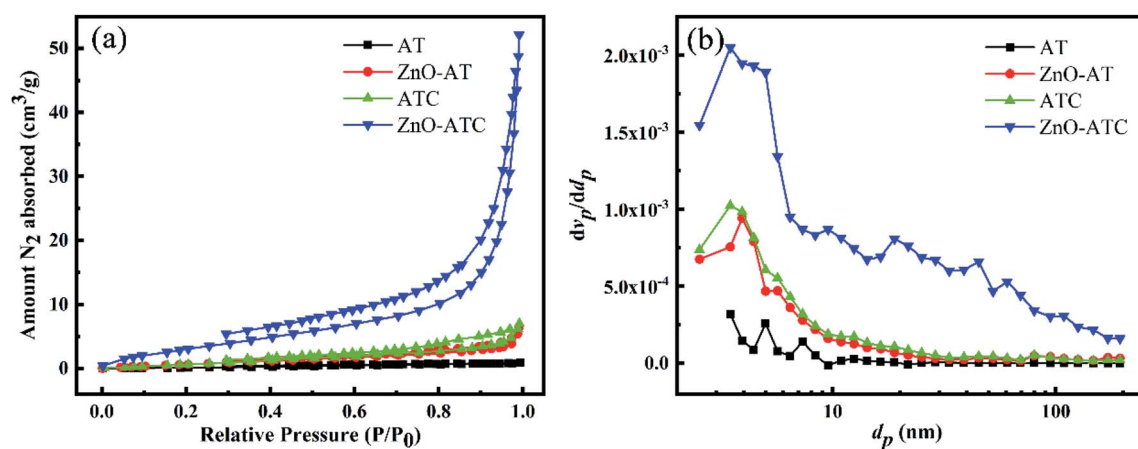 (a)
AT
ZnO-AT
ATC
ZnO-ATC
Amount N2 absorbed (cm3/g)
50
40
30
20
10
0
0.0 0.2 0.4 0.6 0.8 1.0
Relative Pressure (P/P0)
(b)
AT
ZnO-AT
ATC
ZnO-ATC
dvp/ddp
2.0x10-3
1.5x10-3
1.0x10-3
5.0x10-4
0.0
10 100
dp (nm)